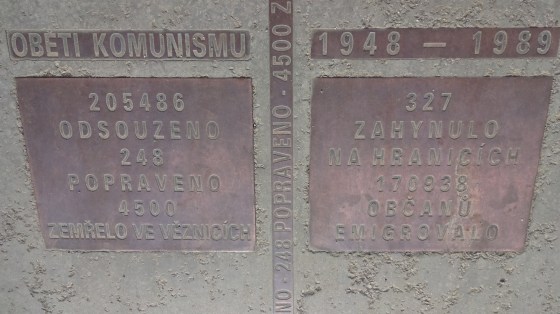 OBĚTI KOMUNISMU
205486
ODSOUZENO
248
POPRAVENO
4500
ZEMŘELO VE VĚZNICÍCH
NO - 248 POPRAVENO - 4500 Z
1948 – 1989
327
ZAHYNULO
NA HRANICÍCH
170938
OBČANŮ
EMIGROVALO